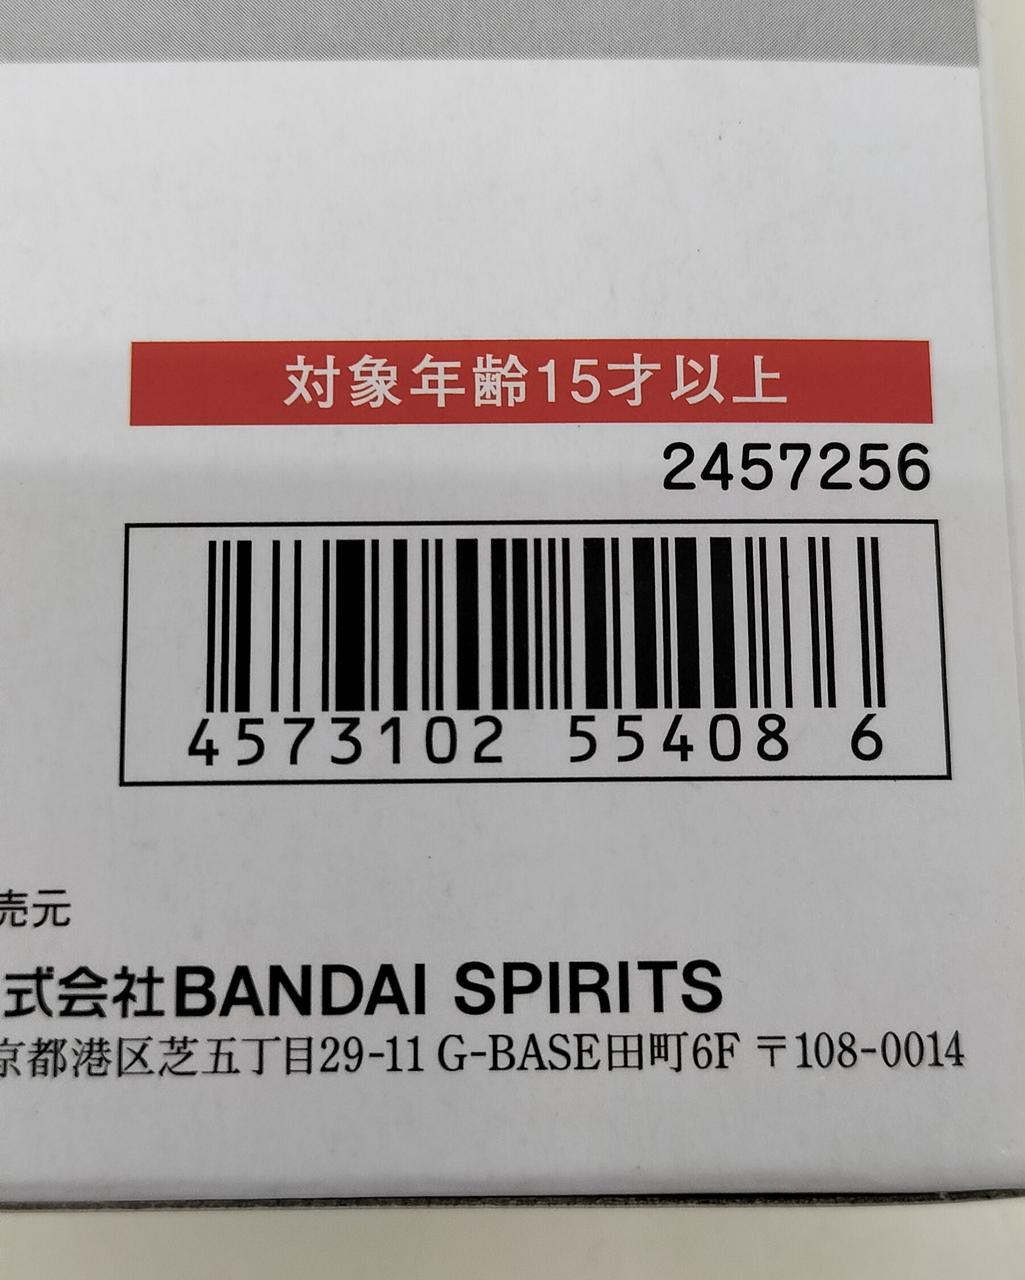 対象年齢15才以上
2457256
4573102 55408 6
売元
式会社BANDAI SPIRITS
京都港区芝五丁目29-11 G-BASE田町6F 〒108-0014